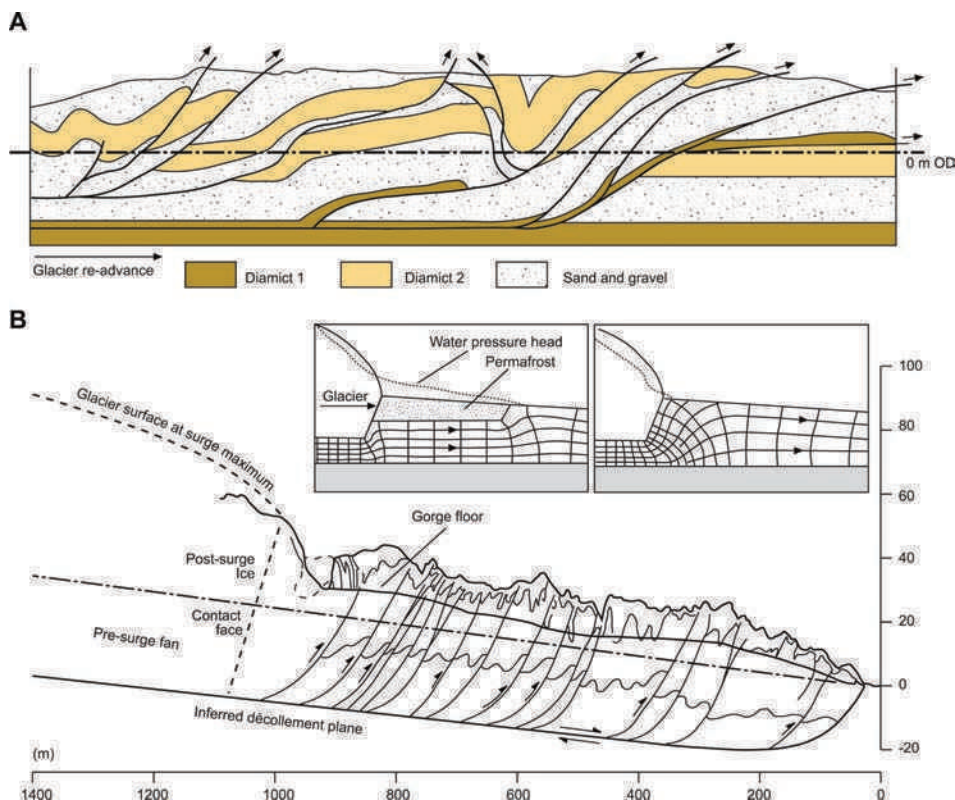 A
0 m OD
Glacier re-advance
Diamict 1
Diamict 2
Sand and gravel
B
Water pressure head
Permafrost
Glacier
100
80
60
40
20
0
-20
Glacier surface at surge maximum
Gorge floor
Post-surge
Ice
Contact
face
Pre-surge fan
Inferred décollement plane
(m)
1400
1200
1000
800
600
400
200
0